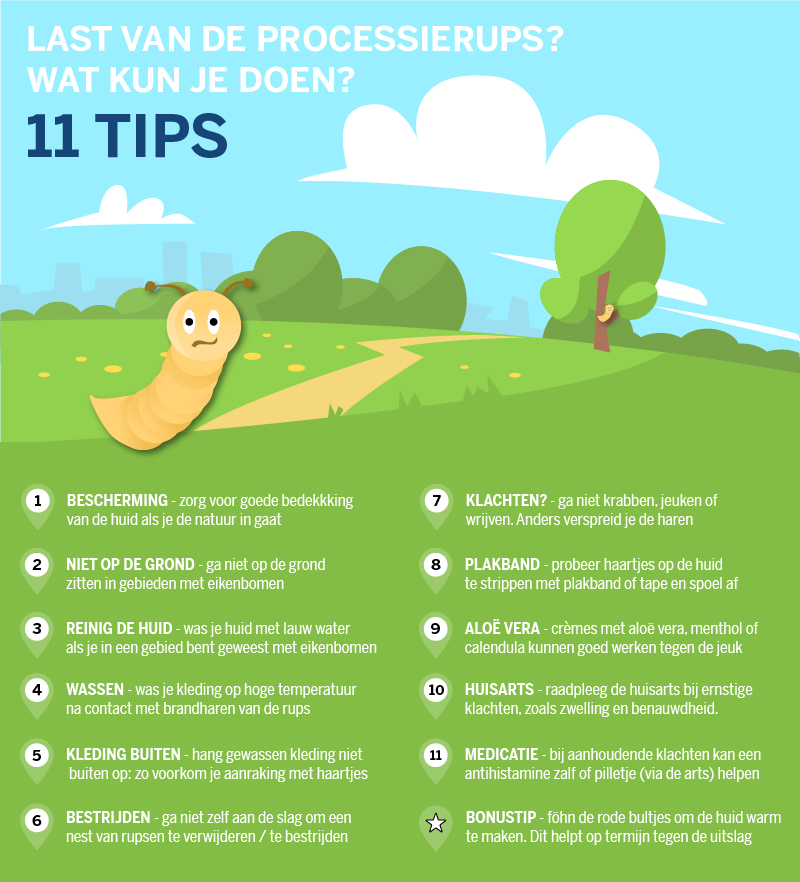 LAST VAN DE PROCESSIERUPS?
WAT KUN JE DOEN?
11 TIPS
1
BESCHERMING - zorg voor goede bedekkking
van de huid als je de natuur in gaat
2
NIET OP DE GROND - ga niet op de grond
zitten in gebieden met eikenbomen
3
REINIG DE HUID - was je huid met lauw water
als je in een gebied bent geweest met eikenbomen
4
WASSEN - was je kleding op hoge temperatuur
na contact met brandharen van de rups
5
KLEDING BUITEN - hang gewassen kleding niet
buiten op: zo voorkom je aanraking met haartjes
6
BESTRIJDEN - ga niet zelf aan de slag om een
nest van rupsen te verwijderen / te bestrijden
7
KLACHTEN? - ga niet krabben, jeuken of
wrijven. Anders verspreid je de haren
8
PLAKBAND - probeer haartjes op de huid
te strippen met plakband of tape en spoel af
9
ALOË VERA - crèmes met aloë vera, menthol of
calendula kunnen goed werken tegen de jeuk
10
HUISARTS - raadpleeg de huisarts bij ernstige
klachten, zoals zwelling en benauwdheid.
11
MEDICATIE - bij aanhoudende klachten kan een
antihistamine zalf of pilletje (via de arts) helpen
BONUSTIP - föhn de rode bultjes om de huid warm
te maken. Dit helpt op termijn tegen de uitslag